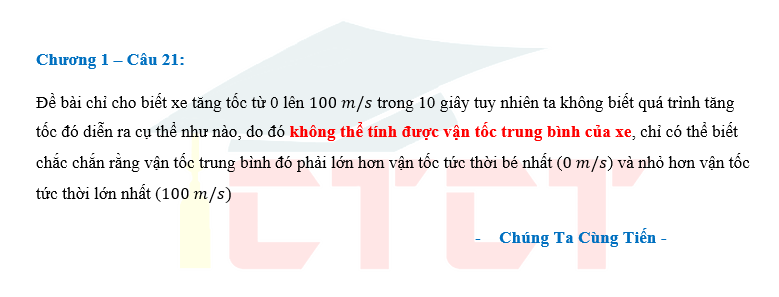 Chương 1 – Câu 21:
Đề bài chỉ cho biết xe tăng tốc từ 0 lên 100 m/s trong 10 giây tuy nhiên ta không biết quá trình tăng
tốc đó diễn ra cụ thể như nào, do đó không thể tính được vận tốc trung bình của xe, chỉ có thể biết
chắc chắn rằng vận tốc trung bình đó phải lớn hơn vận tốc tức thời bé nhất (0 m/s) và nhỏ hơn vận tốc
tức thời lớn nhất (100 m/s)
- Chúng Ta Cùng Tiến -
CTCT